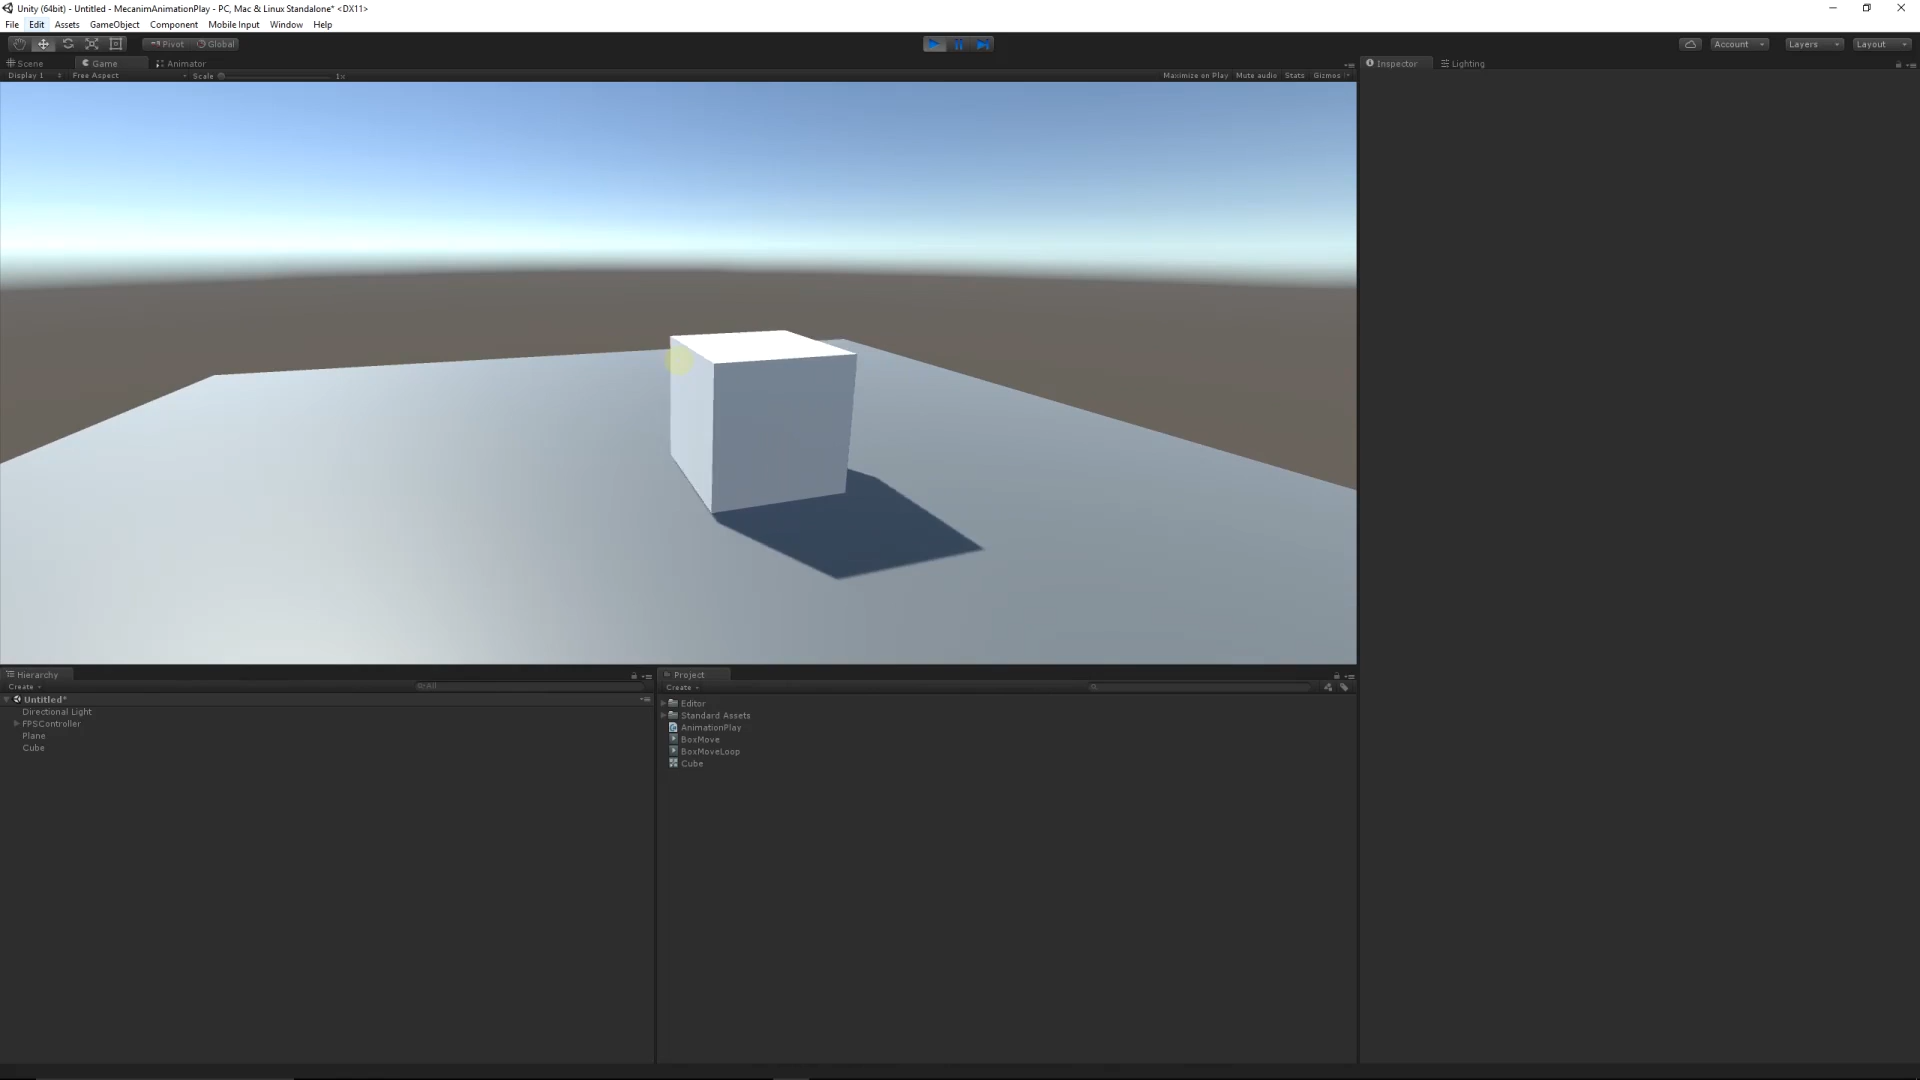 Unity (64bit) - Untitled - MecanimAnimationPlay - PC, Mac & Linux Standalone* <DX11>
File Edit Assets GameObject Component Mobile Input Window Help
Pivot Global Account Layers Layout
Scene Game Animator Inspector Lighting
Display 1 Free Aspect Scale 1x Maximize on Play Mute audio Stats Gizmos
Hierarchy
Create All
Untitled*
Directional Light
FPSController
Plane
Cube
Project
Create
Editor
Standard Assets
AnimationPlay
BoxMove
BoxMoveLoop
Cube